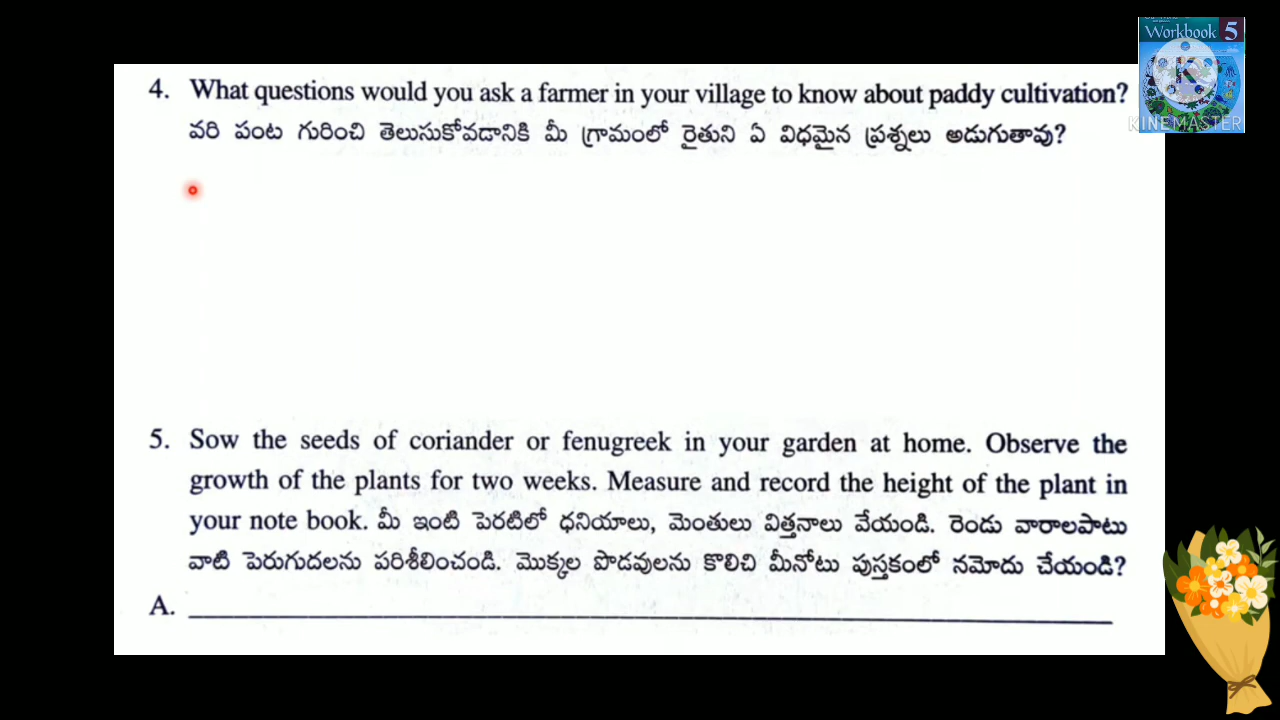 Workbook 5
KINEMASTER
4. What questions would you ask a farmer in your village to know about paddy cultivation?
వరి పంట గురించి తెలుసుకోవడానికి మీ గ్రామంలో రైతుని ఏ విధమైన ప్రశ్నలు అడుగుతావు?
5. Sow the seeds of coriander or fenugreek in your garden at home. Observe the
growth of the plants for two weeks. Measure and record the height of the plant in
your note book. మీ ఇంటి పెరటిలో ధనియాలు, మెంతులు విత్తనాలు వేయండి. రెండు వారాలపాటు
వాటి పెరుగుదలను పరిశీలించండి. మొక్కల పొడవులను కొలిచి మీనోటు పుస్తకంలో నమోదు చేయండి?
A.